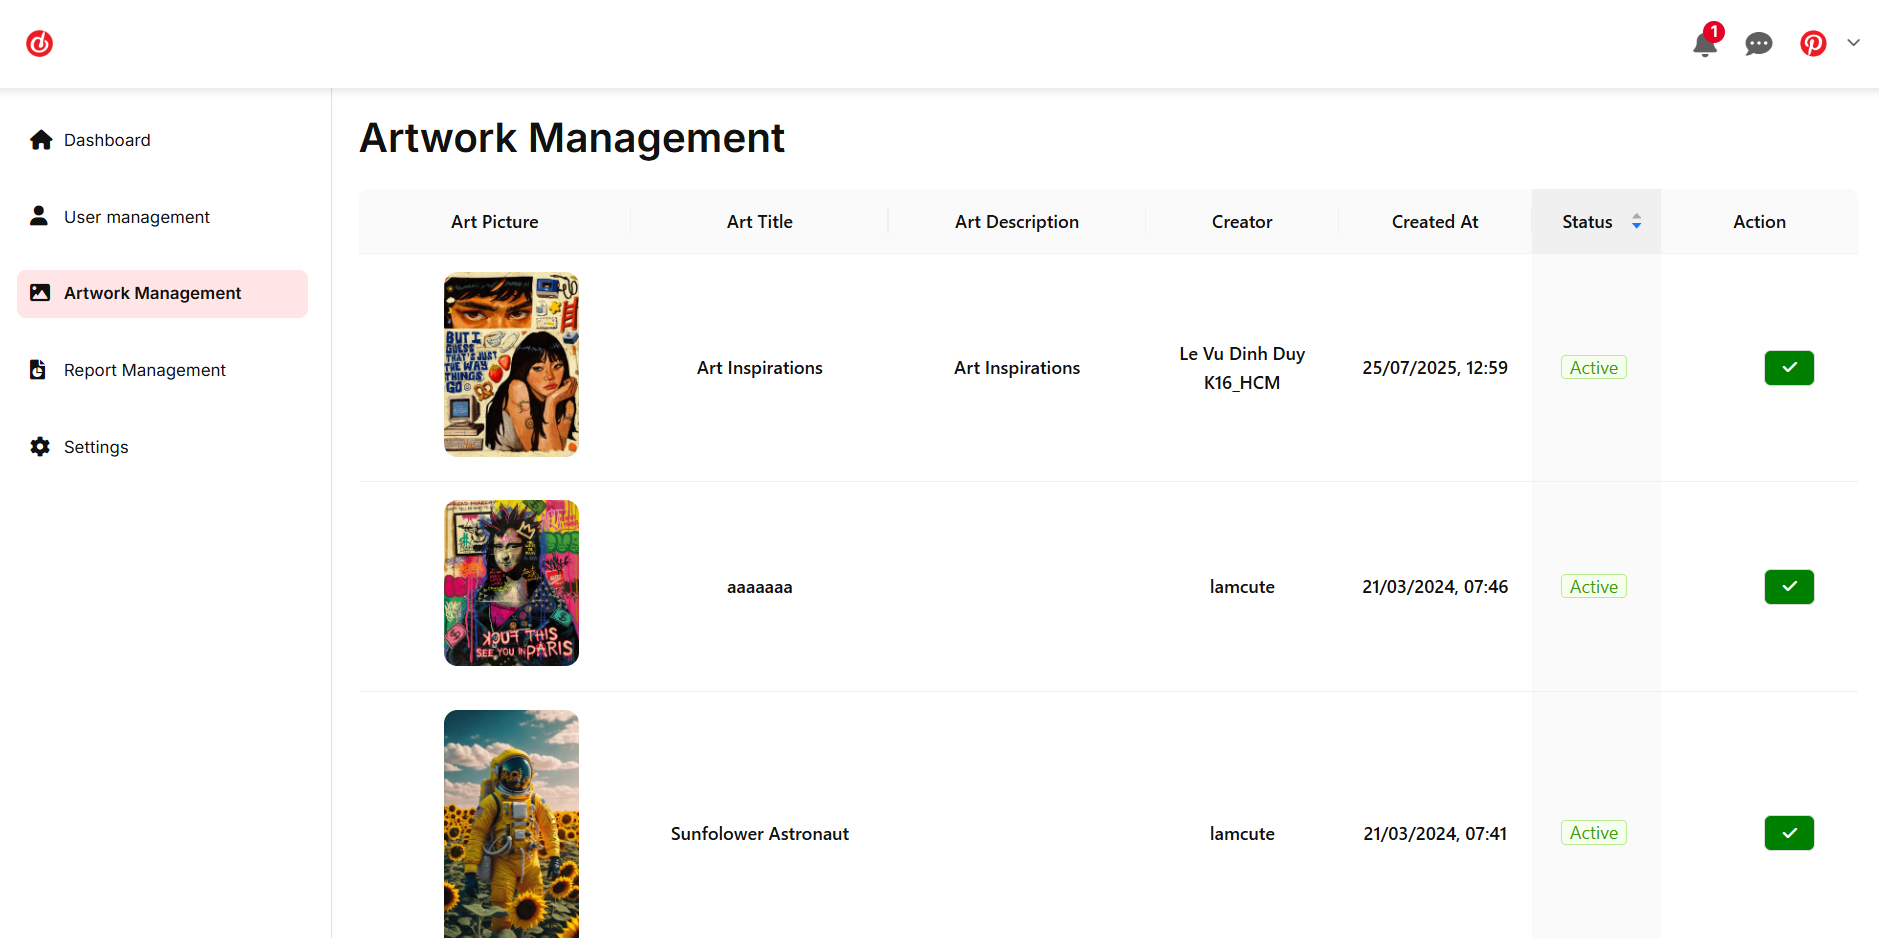 1
Dashboard
User management
Artwork Management
Report Management
Settings
Artwork Management
Art Picture Art Title Art Description Creator Created At Status Action
BUT I
GUESS
THAT'S JUST
THE WAY
THINGS
GO
Art Inspirations Art Inspirations Le Vu Dinh Duy
K16_HCM 25/07/2025, 12:59 Active
FUCK THIS
SEE YOU IN PARIS
aaaaaaa lamcute 21/03/2024, 07:46 Active
Sunfolower Astronaut lamcute 21/03/2024, 07:41 Active